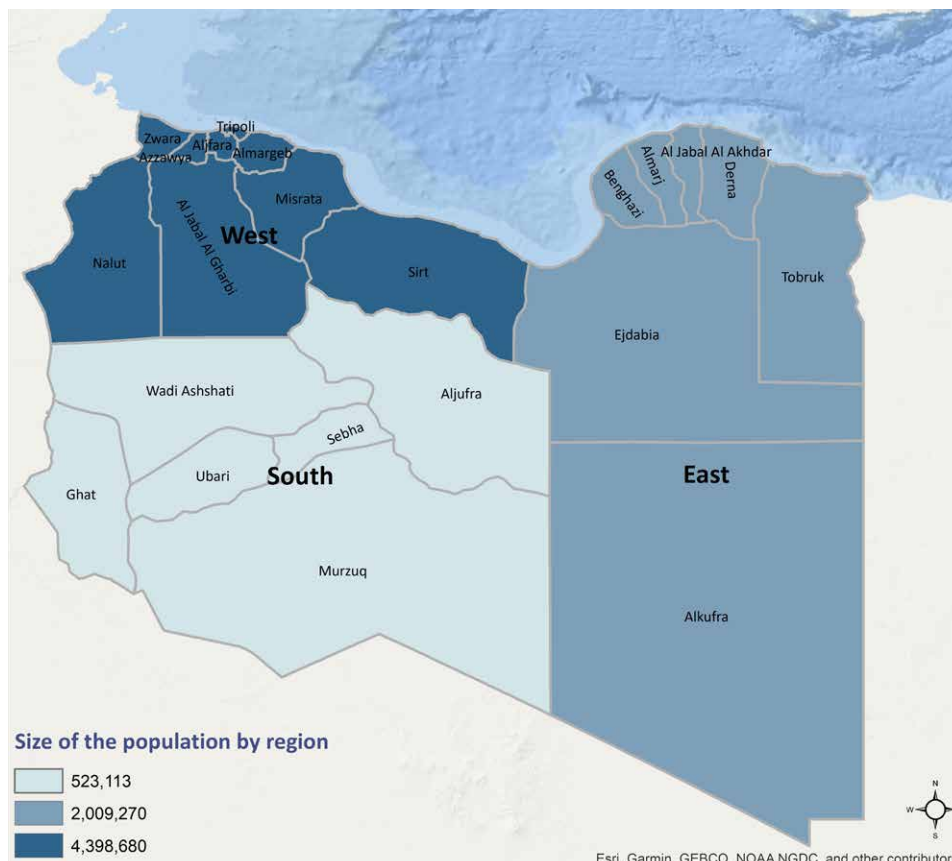 Tripoli
Zwara
Aljfara
Azzawya
Almargeb
Misrata
Al Jabal Al Gharbi
West
Nalut
Sirt
Benghazi
Almarj
Al Jabal Al Akhdar
Derna
Tobruk
Ejdabia
Wadi Ashshati
Aljufra
Sebha
Ubari
South
Ghat
East
Murzuq
Alkufra
Size of the population by region
523,113
2,009,270
4,398,680
N
W
S
Esri, Garmin, GEBCO, NOAA NGDC, and other contributor